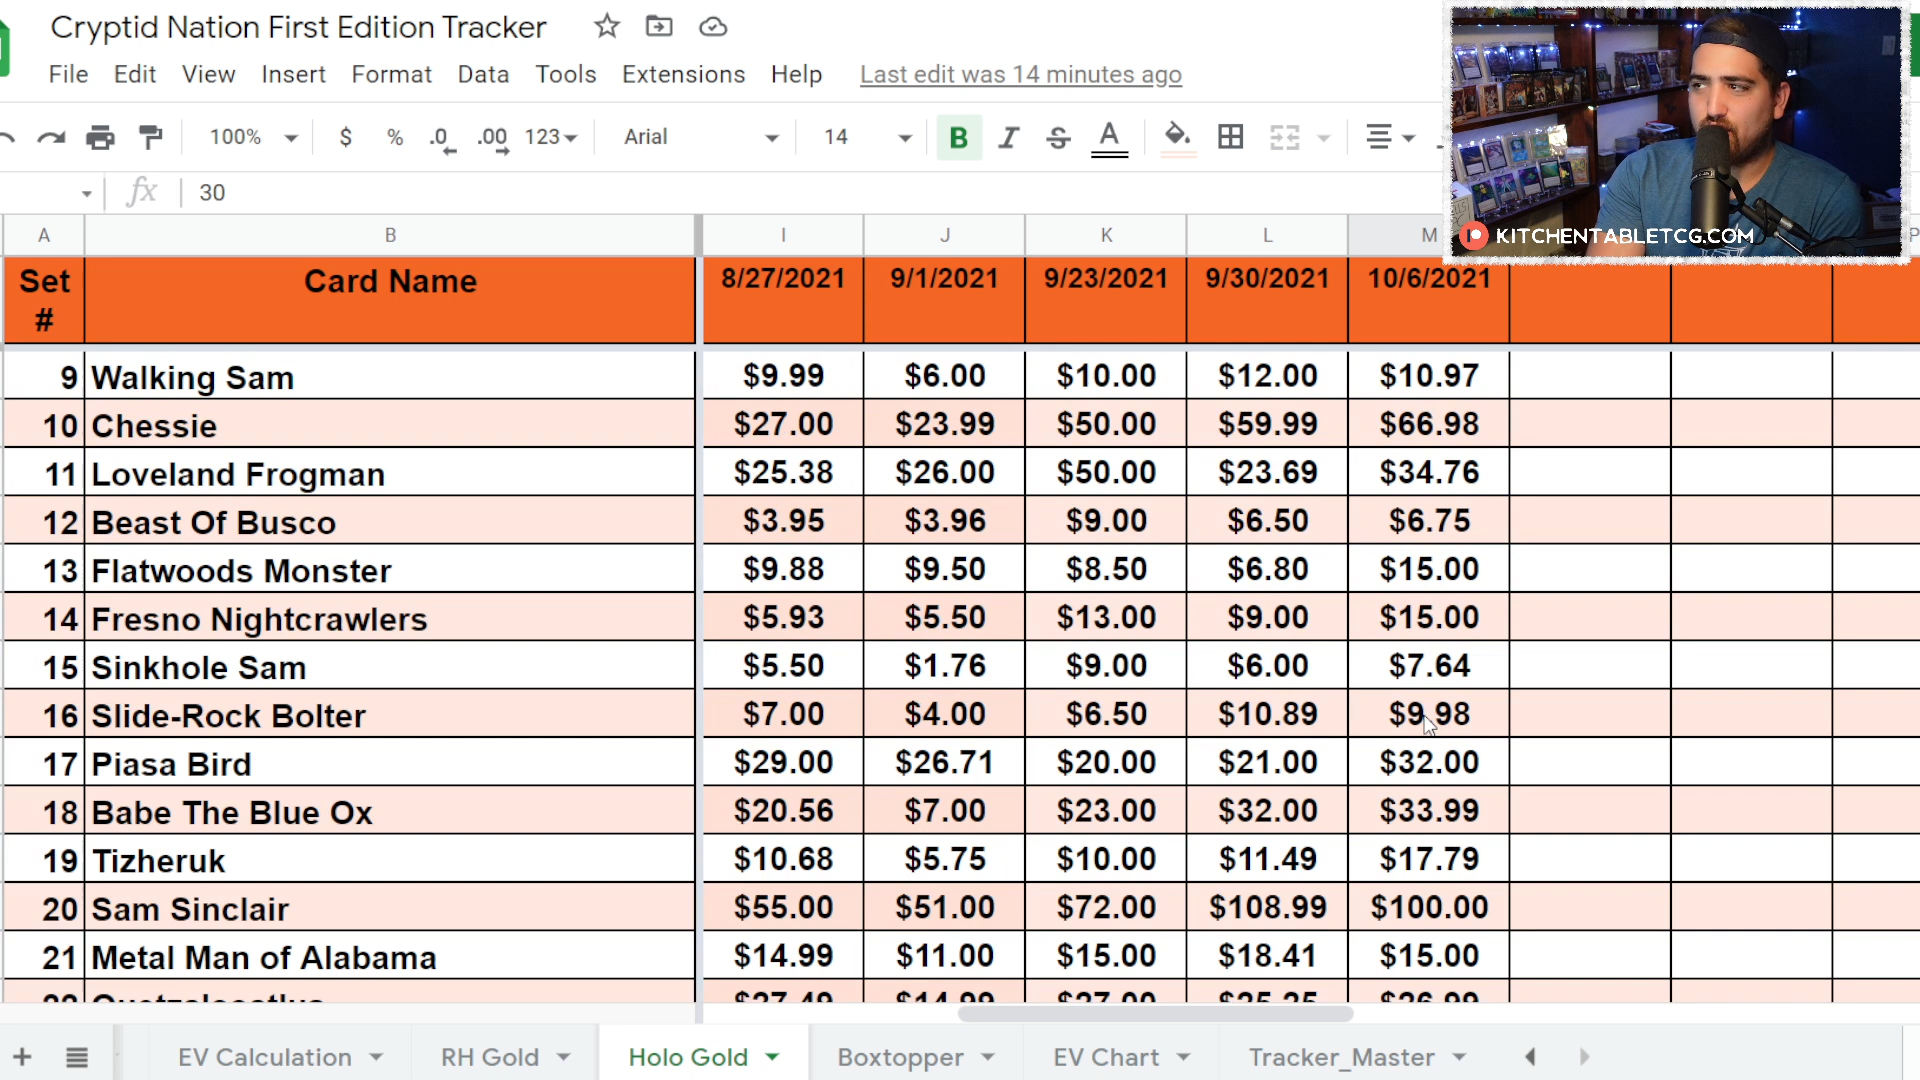 Cryptid Nation First Edition Tracker
File Edit View Insert Format Data Tools Extensions Help Last edit was 14 minutes ago
100% $ % .0 .00 123 Arial 14 B I S A
fx 30
A B I J K L M P
KITCHENTABLETCG.COM
Set # Card Name 8/27/2021 9/1/2021 9/23/2021 9/30/2021 10/6/2021
9 Walking Sam $9.99 $6.00 $10.00 $12.00 $10.97
10 Chessie $27.00 $23.99 $50.00 $59.99 $66.98
11 Loveland Frogman $25.38 $26.00 $50.00 $23.69 $34.76
12 Beast Of Busco $3.95 $3.96 $9.00 $6.50 $6.75
13 Flatwoods Monster $9.88 $9.50 $8.50 $6.80 $15.00
14 Fresno Nightcrawlers $5.93 $5.50 $13.00 $9.00 $15.00
15 Sinkhole Sam $5.50 $1.76 $9.00 $6.00 $7.64
16 Slide-Rock Bolter $7.00 $4.00 $6.50 $10.89 $9.98
17 Piasa Bird $29.00 $26.71 $20.00 $21.00 $32.00
18 Babe The Blue Ox $20.56 $7.00 $23.00 $32.00 $33.99
19 Tizheruk $10.68 $5.75 $10.00 $11.49 $17.79
20 Sam Sinclair $55.00 $51.00 $72.00 $108.99 $100.00
21 Metal Man of Alabama $14.99 $11.00 $15.00 $18.41 $15.00
EV Calculation RH Gold Holo Gold Boxtopper EV Chart Tracker_Master